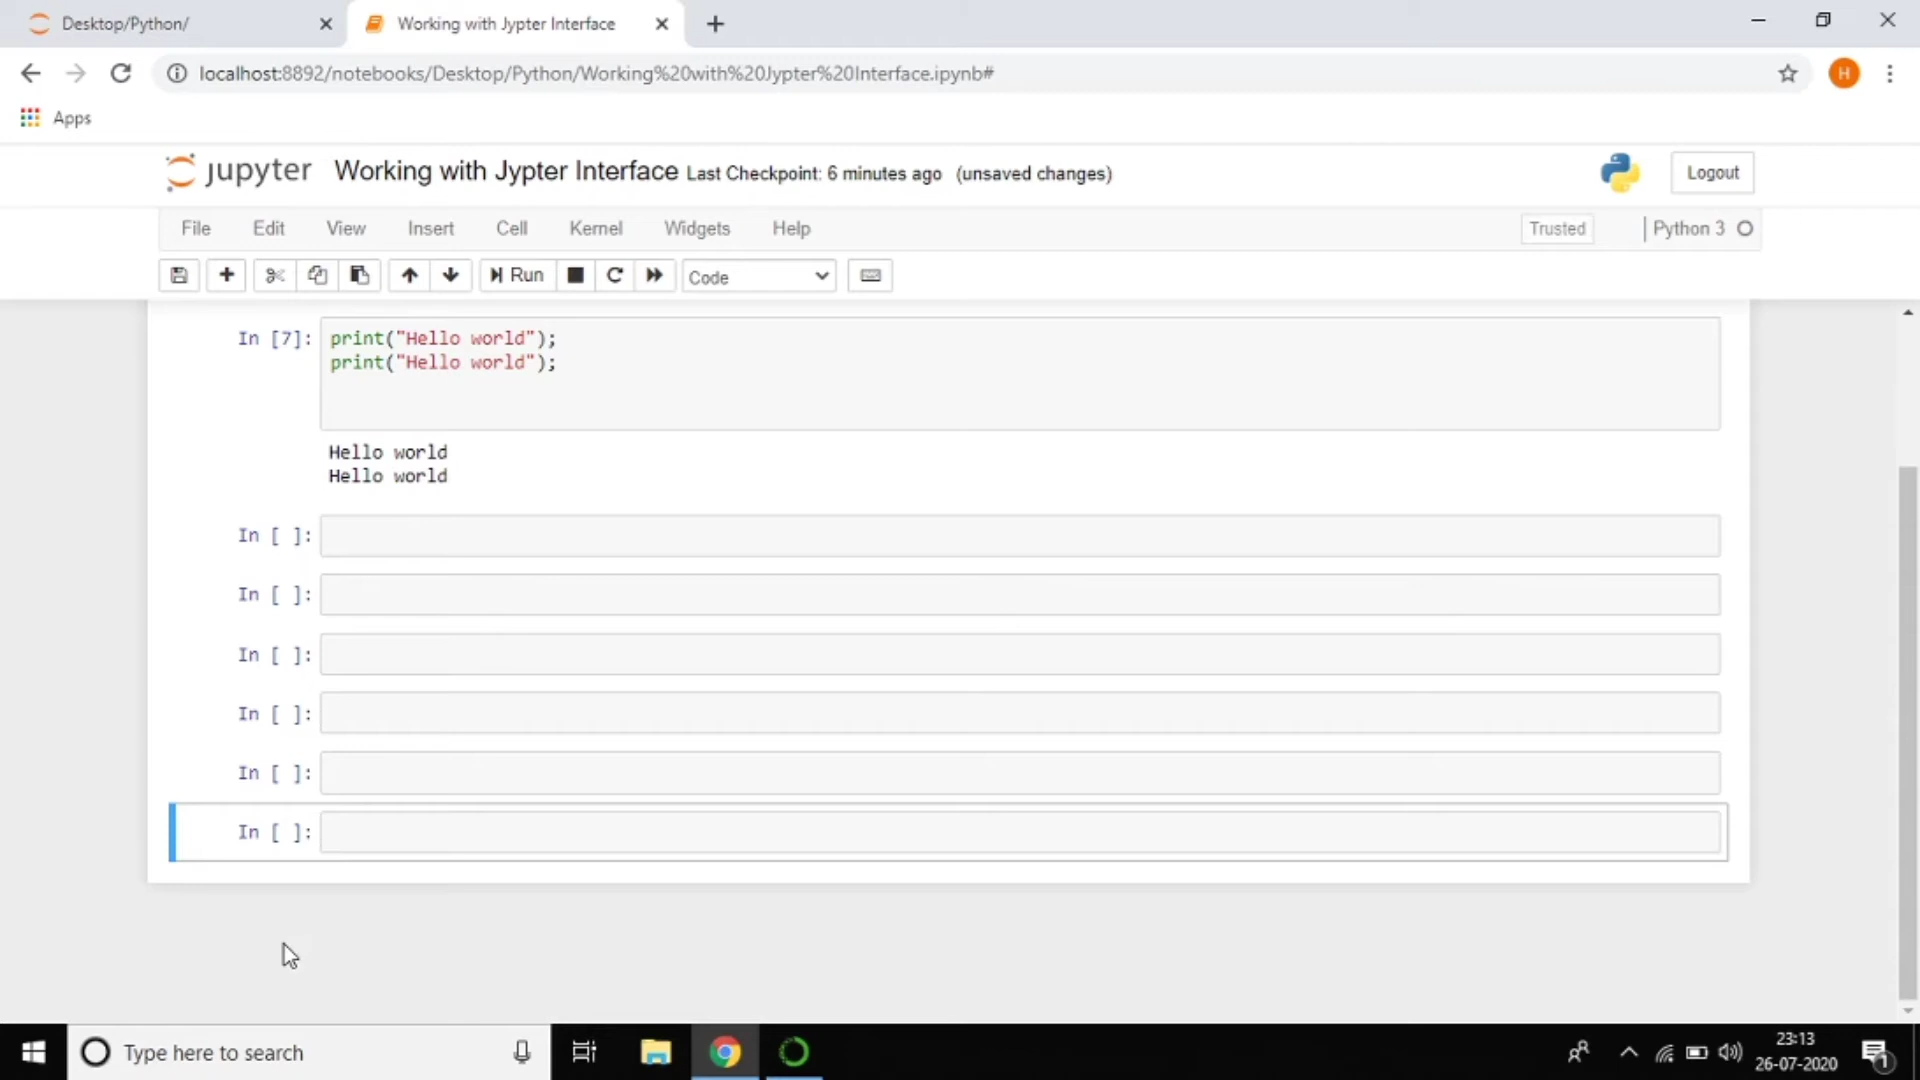 Desktop/Python/
Working with Jypter Interface
localhost:8892/notebooks/Desktop/Python/Working%20with%20Jypter%20Interface.ipynb#
H
Apps
jupyter Working with Jypter Interface Last Checkpoint: 6 minutes ago (unsaved changes)
Logout
File Edit View Insert Cell Kernel Widgets Help
Trusted
Python 3
Run
Code
In [7]: print("Hello world");
print("Hello world");
Hello world
Hello world
In [ ]:
In [ ]:
In [ ]:
In [ ]:
In [ ]:
In [ ]:
Type here to search
23:13
26-07-2020
1